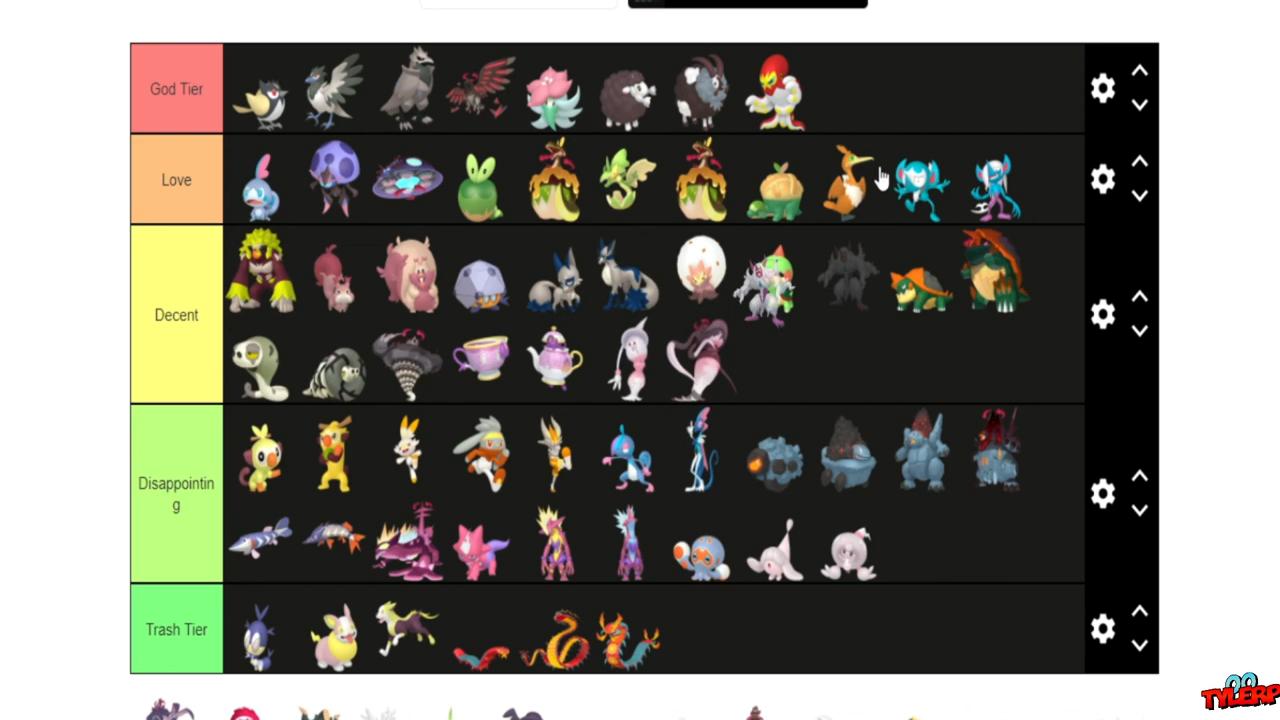 God Tier
Love
Decent
Disappointin
g
Trash Tier
TYLERP